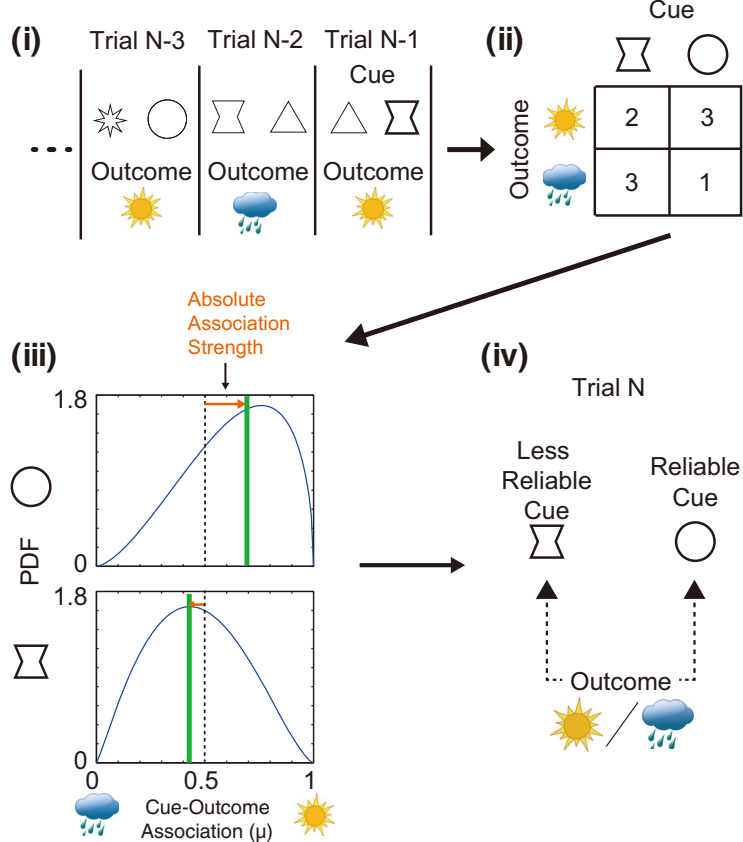 (i)
Trial N-3
Trial N-2
Trial N-1
Cue
Outcome
Outcome
Outcome
(ii)
Cue
Outcome
2
3
3
1
Absolute
Association
Strength
(iii)
1.8
0
PDF
1.8
0
0
0.5
1
Cue-Outcome
Association (μ)
(iv)
Trial N
Less
Reliable
Cue
Reliable
Cue
Outcome